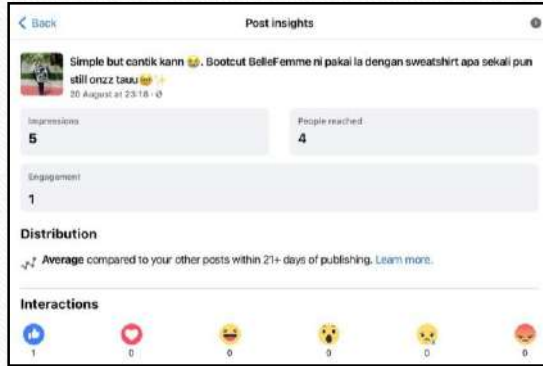 Back
Post insights
Simple but cantik kann 😭. Bootcut BelleFemme ni pakai la dengan sweatshirt apa sekali pun
still onzz tauu🤩✨
20 August at 23:18 ·
Impressions
5
People reached
4
Engagement
1
Distribution
Average compared to your other posts within 21+ days of publishing. Learn more.
Interactions
1 0 0 0 0 0